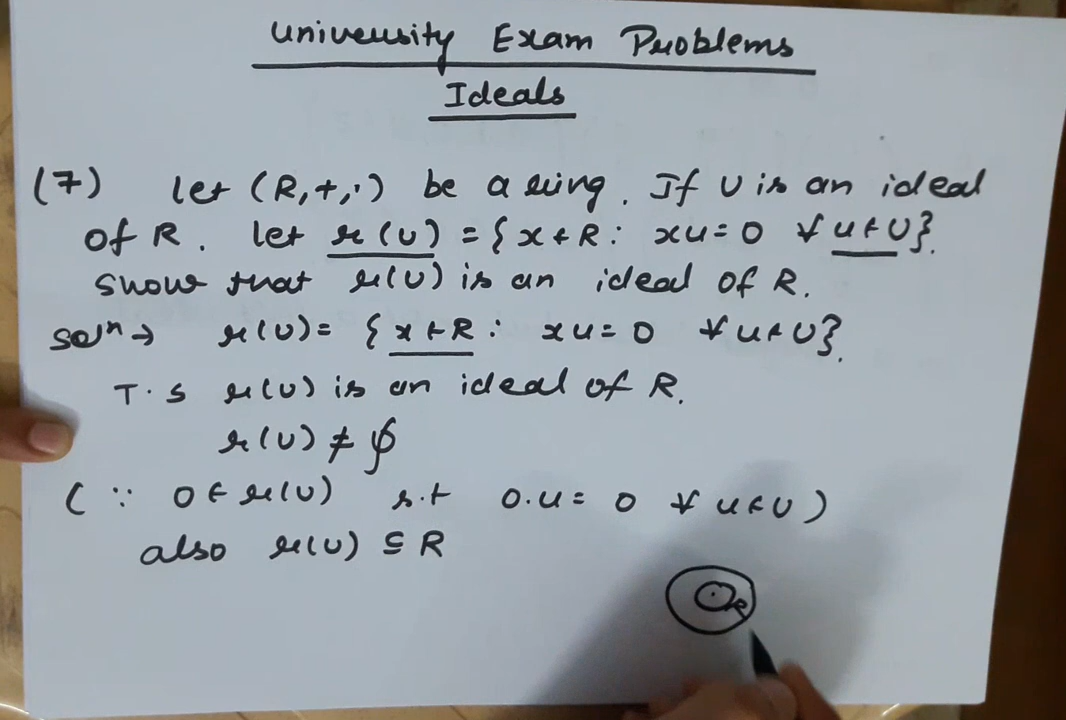 University Exam Problems
Ideals
(7) let (R,+,·) be a ring. If U is an ideal
of R. let r(U) = {x ∈ R : xu = 0 ∀ u ∈ U}.
show that r(U) is an ideal of R.
Solⁿ → r(U) = {x ∈ R : xu = 0 ∀ u ∈ U}.
T.S r(U) is an ideal of R.
r(U) ≠ φ
(∵ 0 ∈ r(U) s.t 0.u = 0 ∀ u ∈ U)
also r(U) ⊆ R
R